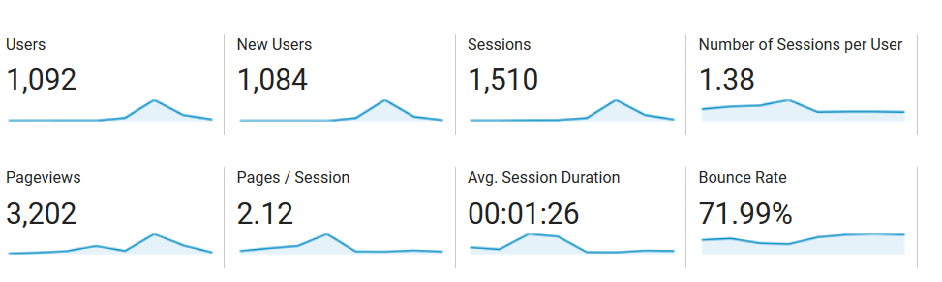 Users
1,092
New Users
1,084
Sessions
1,510
Number of Sessions per User
1.38
Pageviews
3,202
Pages / Session
2.12
Avg. Session Duration
00:01:26
Bounce Rate
71.99%